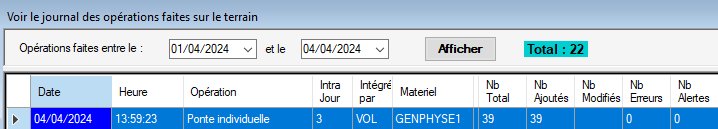 Voir le journal des opérations faites sur le terrain
Opérations faites entre le : 01/04/2024 et le : 04/04/2024 Afficher Total : 22
Date Heure Opération Intra Jour Intégré par Materiel Nb Total Nb Ajoutés Nb Modifiés Nb Erreurs Nb Alertes
04/04/2024 13:59:23 Ponte individuelle 3 VOL GENPHYSE1 39 39 0 0